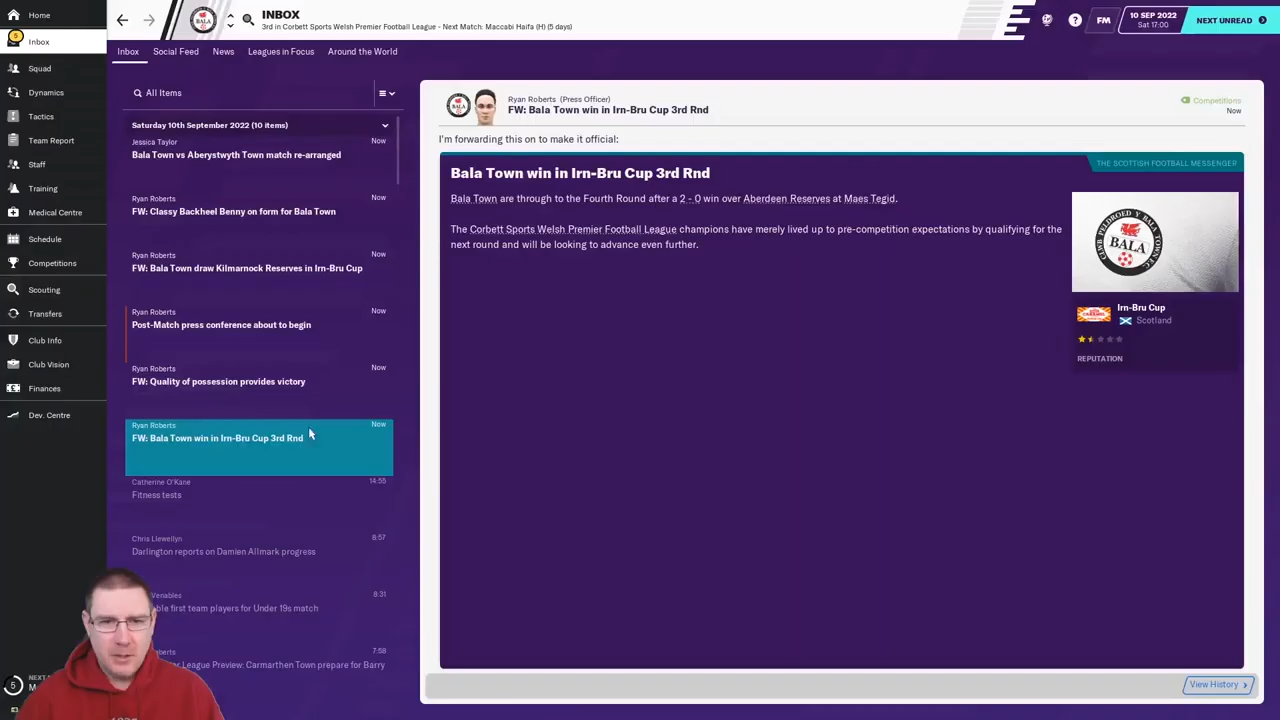 INBOX
3rd in Corbett Sports Welsh Premier Football League - Next Match: Maccabi Haifa (H) (5 days)
FM
10 SEP 2022
Sat 17:00
NEXT UNREAD
Home
5
Inbox
Squad
Dynamics
Tactics
Team Report
Staff
Training
Medical Centre
Schedule
Competitions
Scouting
Transfers
Club Info
Club Vision
Finances
Dev. Centre
5
Inbox
Social Feed
News
Leagues in Focus
Around the World
All Items
Saturday 10th September 2022 (10 items)
Jessica Taylor
Now
Bala Town vs Aberystwyth Town match re-arranged
Ryan Roberts
Now
FW: Classy Backheel Benny on form for Bala Town
Ryan Roberts
Now
FW: Bala Town draw Kilmarnock Reserves in Irn-Bru Cup
Ryan Roberts
Now
Post-Match press conference about to begin
Ryan Roberts
Now
FW: Quality of possession provides victory
Ryan Roberts
Now
FW: Bala Town win in Irn-Bru Cup 3rd Rnd
Catherine O'Kane
14:55
Fitness tests
Chris Llewellyn
8:57
Darlington reports on Damien Allmark progress
Venables
8:31
first team players for Under 19s match
7:58
League Preview: Carmarthen Town prepare for Barry
Ryan Roberts (Press Officer)
FW: Bala Town win in Irn-Bru Cup 3rd Rnd
Competitions
Now
I'm forwarding this on to make it official:
THE SCOTTISH FOOTBALL MESSENGER
Bala Town win in Irn-Bru Cup 3rd Rnd
Bala Town are through to the Fourth Round after a 2 - 0 win over Aberdeen Reserves at Maes Tegid.
The Corbett Sports Welsh Premier Football League champions have merely lived up to pre-competition expectations by qualifying for the
next round and will be looking to advance even further.
BALA
Irn-Bru Cup
Scotland
REPUTATION
View History